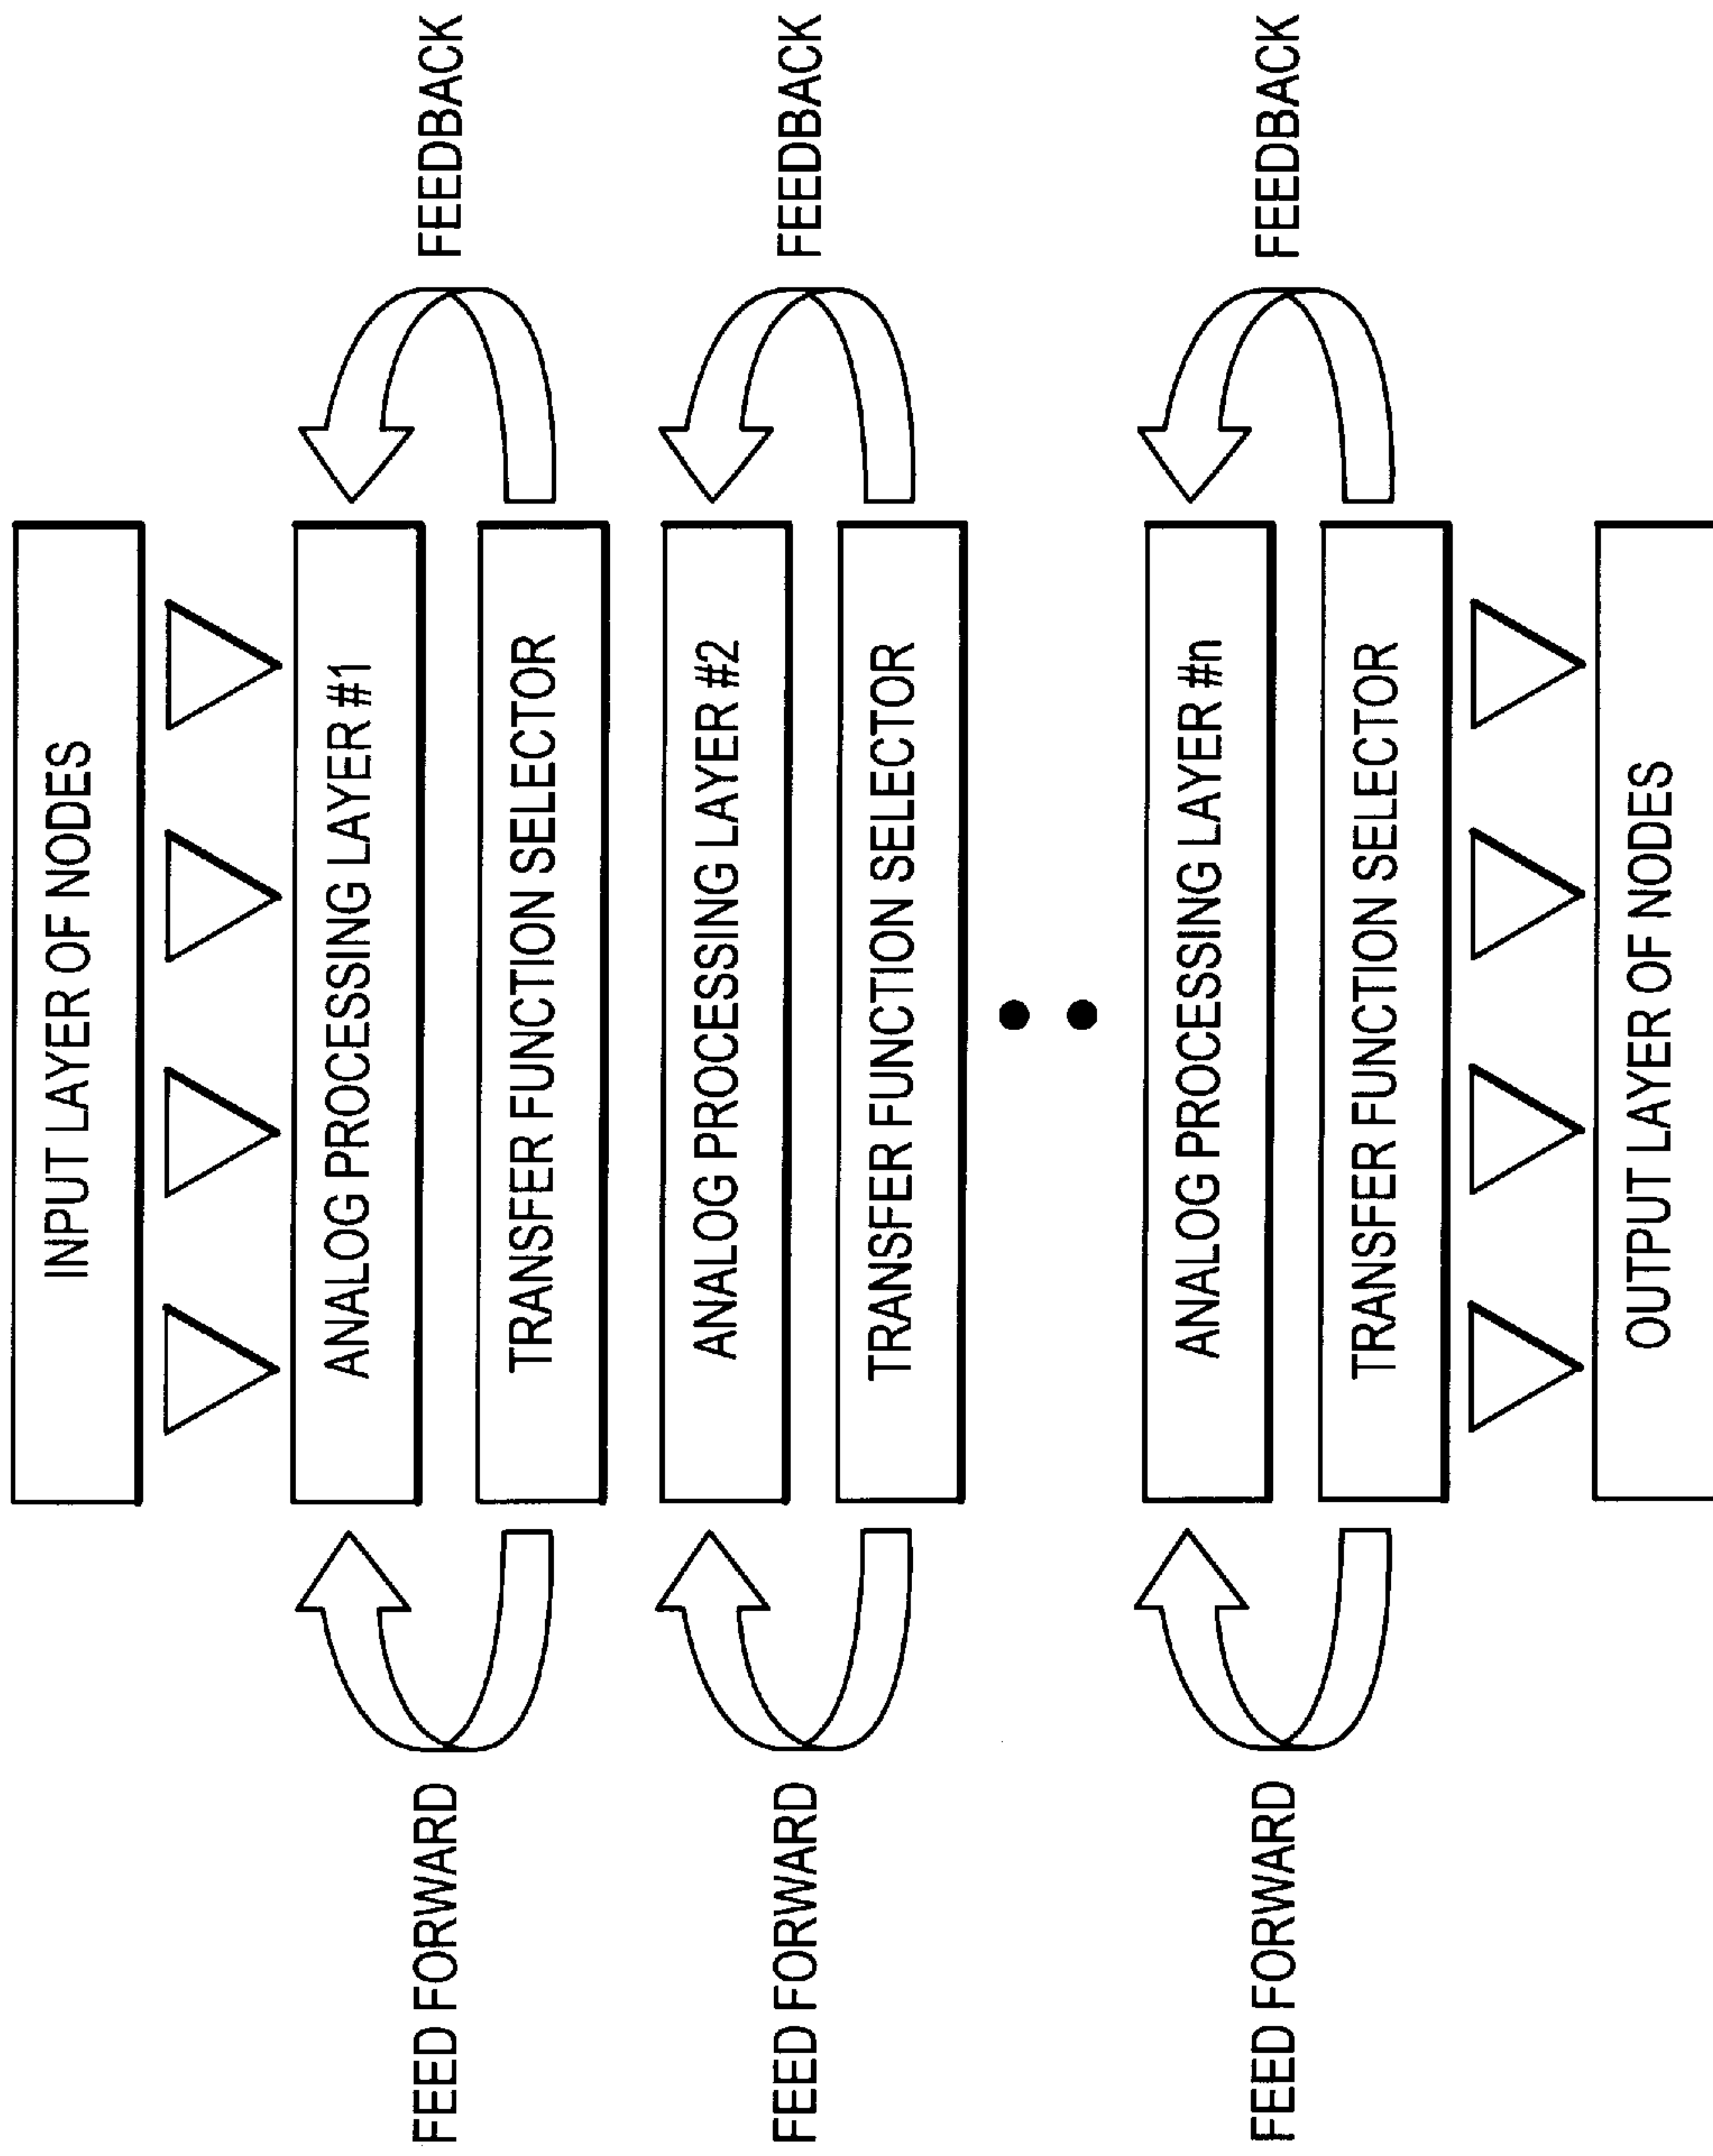 INPUT LAYER OF NODES
ANALOG PROCESSING LAYER #1
FEED FORWARD
FEEDBACK
TRANSFER FUNCTION SELECTOR
ANALOG PROCESSING LAYER #2
FEED FORWARD
FEEDBACK
TRANSFER FUNCTION SELECTOR
ANALOG PROCESSING LAYER #n
FEED FORWARD
FEEDBACK
TRANSFER FUNCTION SELECTOR
OUTPUT LAYER OF NODES